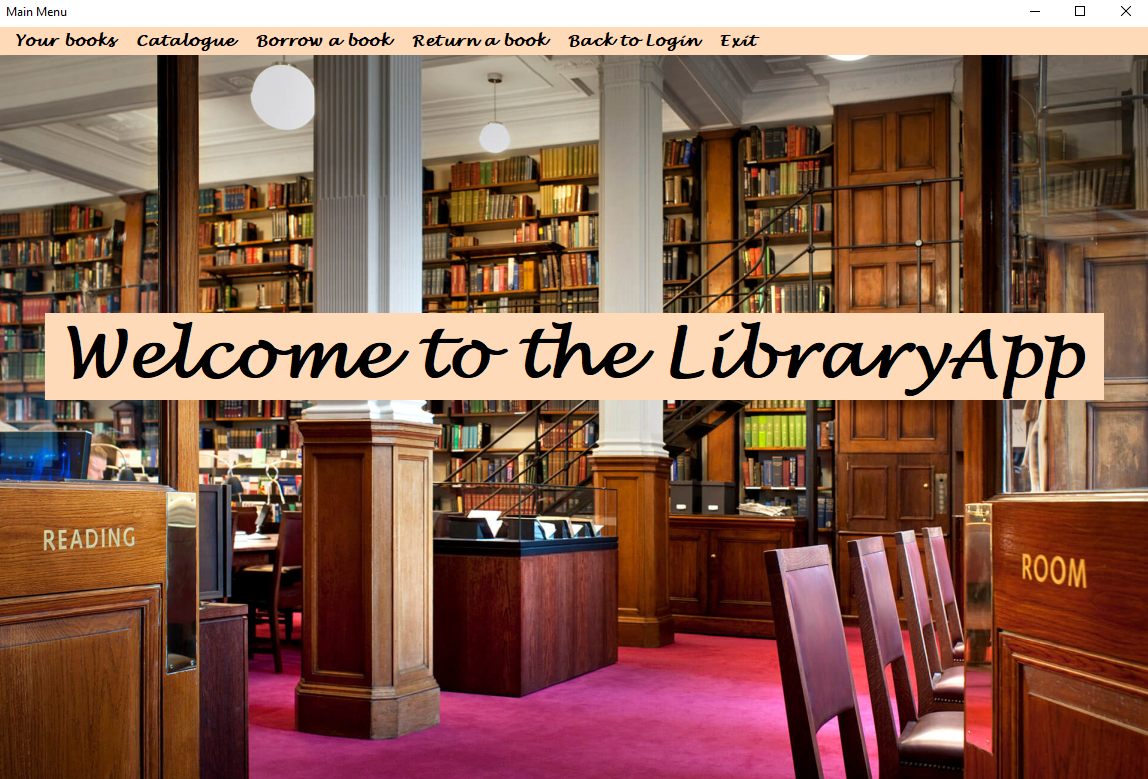 Main Menu
Your books Catalogue Borrow a book Return a book Back to Login Exit
Welcome to the LibraryApp
READING
ROOM